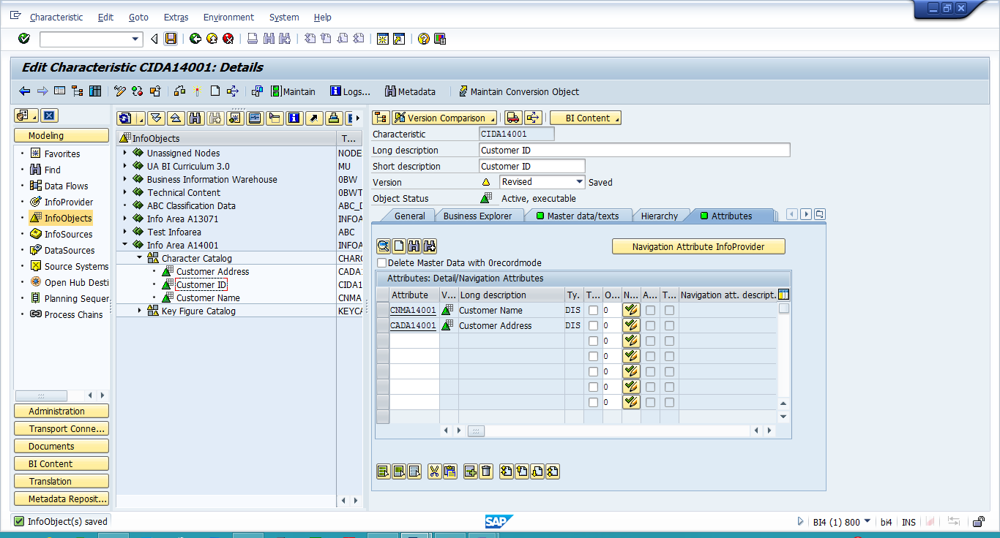 Characteristic Edit Goto Extras Environment System Help
Edit Characteristic CIDA14001: Details
Maintain Logs... Metadata Maintain Conversion Object
Modeling
Favorites
Find
Data Flows
InfoProvider
InfoObjects
InfoSources
DataSources
Source Systems
Open Hub Desti
Planning Sequer
Process Chains
Administration
Transport Conne...
Documents
BI Content
Translation
Metadata Reposit...
InfoObjects T...
Unassigned Nodes NODE
UA BI Curriculum 3.0 MU
Business Information Warehouse 0BW
Technical Content 0BWT
ABC Classification Data ABC_D
Info Area A13071 INFOA
Test Infoarea ABC
Info Area A14001 INFOA
Character Catalog CHARC
Customer Address CADA1
Customer ID CIDA1
Customer Name CNMA
Key Figure Catalog KEYCA
Version Comparison BI Content
Characteristic CIDA14001
Long description Customer ID
Short description Customer ID
Version Revised Saved
Object Status Active, executable
General Business Explorer Master data/texts Hierarchy Attributes
Navigation Attribute InfoProvider
Delete Master Data with 0recordmode
Attributes: Detail/Navigation Attributes
Attribute V... Long description Ty. T... O... N... A... T... Navigation att. descript.
CNMA14001 Customer Name DIS 0
CADA14001 Customer Address DIS 0
0
0
0
0
0
InfoObject(s) saved
SAP
BI4 (1) 800 bi4 INS